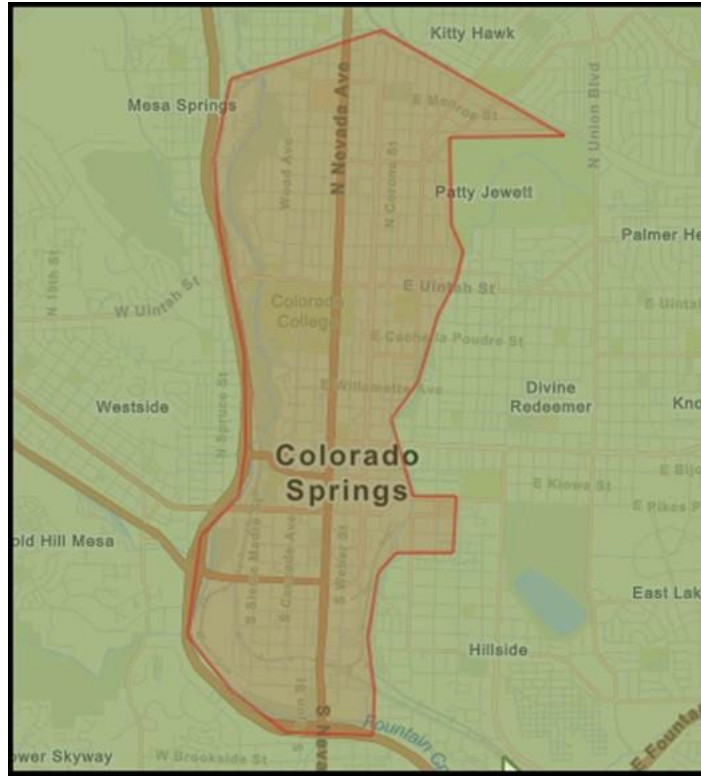 Kitty Hawk
Mesa Springs
E Monroe St
N Union Blvd
N Nevada Ave
Wood Ave
N Corona St
Patty Jewett
Palmer He
N 19th St
W Uintah St
E Uintah St
E Uintah
Colorado
College
E Cache la Poudre St
E Willamette Ave
Divine
Redeemer
Westside
N Spruce St
Kno
Colorado
Springs
E Bijo
E Kiowa St
E Pikes P
old Hill Mesa
S Sierra Madre St
S Cascade Ave
S Weber St
East Lak
Hillside
S Neva
Fountain Cr
E Founta
ower Skyway
W Brookside St